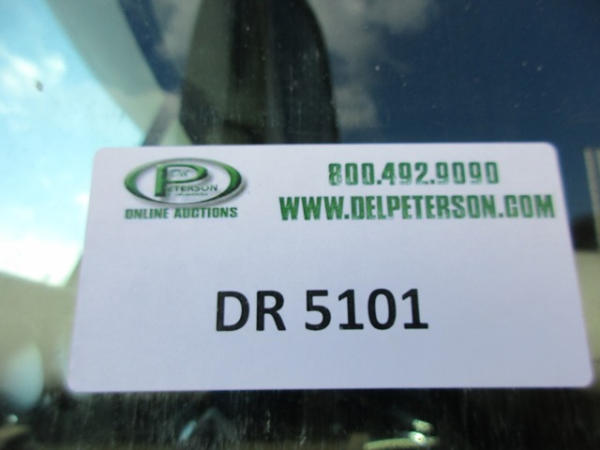 PETERSON
ONLINE AUCTIONS
800.492.9090
WWW.DELPETERSON.COM
DR 5101